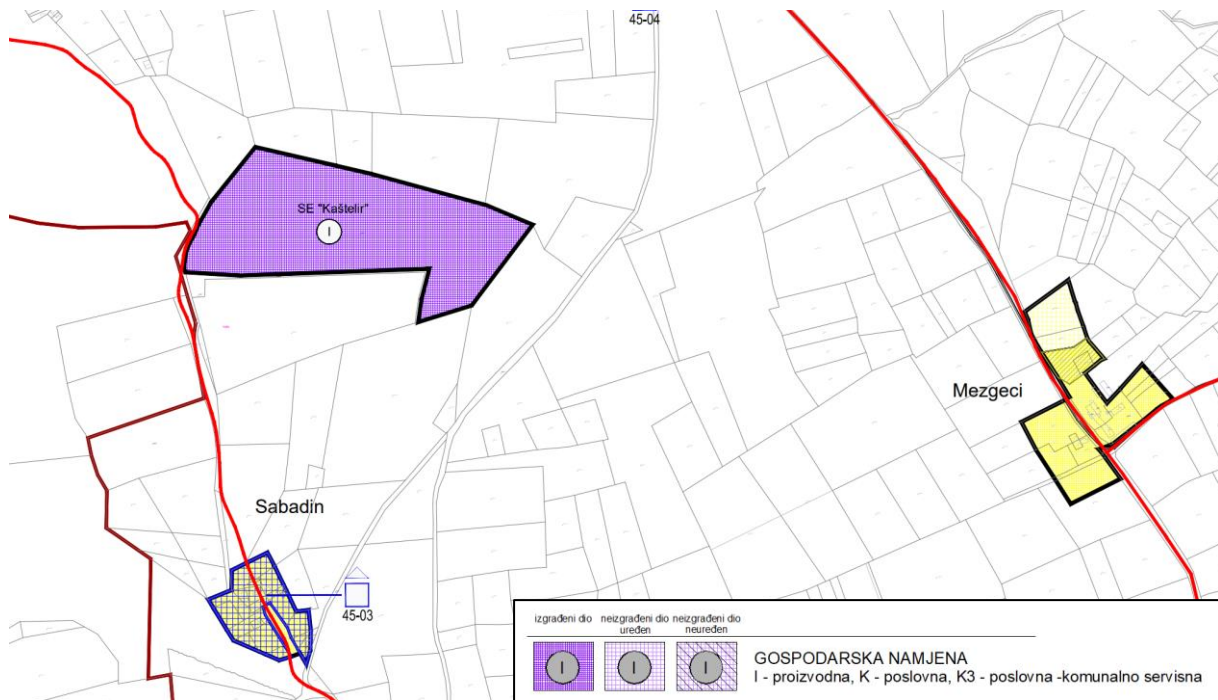 45-04
SE "Kaštelir"
I
Mezgeci
Sabadin
45-03
izgrađeni dio
neizgrađeni dio
uređen
neizgrađeni dio
neuređen
I
I
I
GOSPODARSKA NAMJENA
I - proizvodna, K - poslovna, K3 - poslovna -komunalno servisna